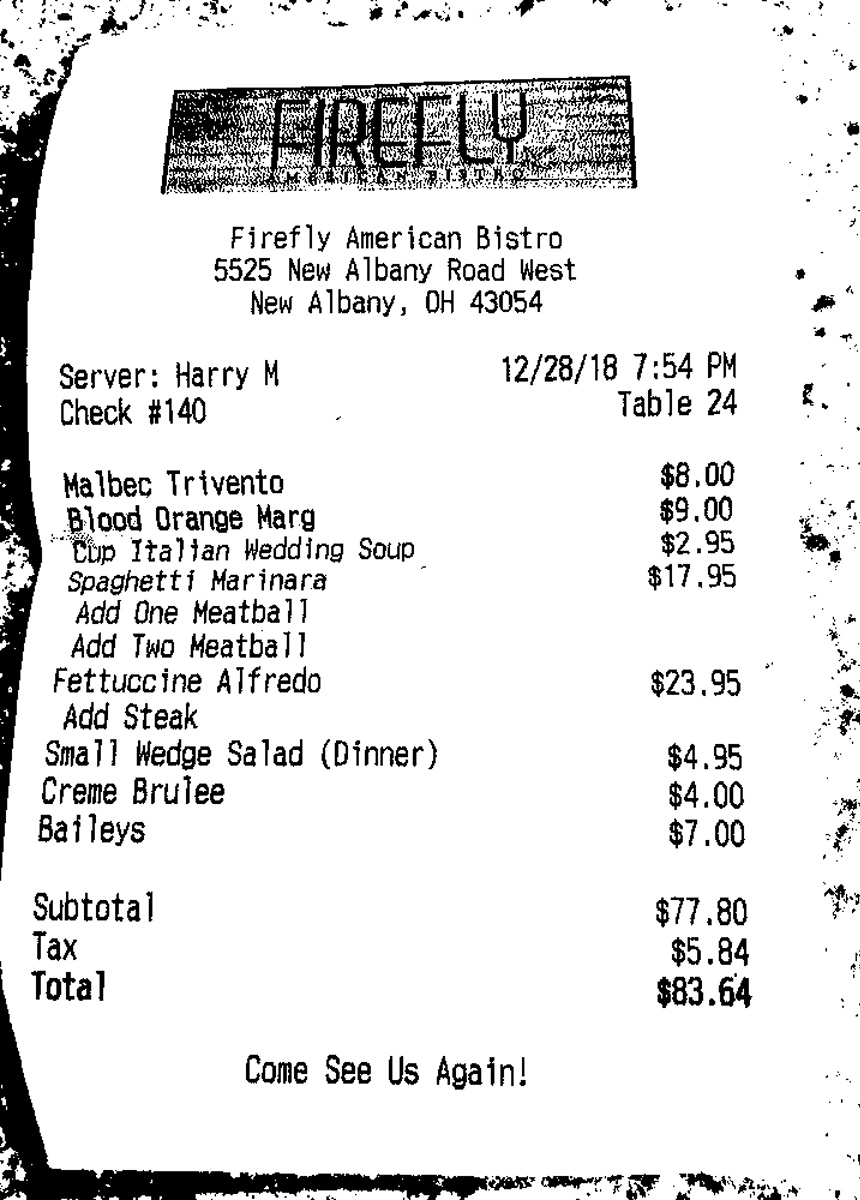 FIREFLY
AMERICAN BISTRO
Firefly American Bistro
5525 New Albany Road West
New Albany, OH 43054
Server: Harry M 12/28/18 7:54 PM
Check #140 Table 24
Malbec Trivento $8.00
Blood Orange Marg $9.00
Cup Italian Wedding Soup $2.95
Spaghetti Marinara $17.95
Add One Meatball
Add Two Meatball
Fettuccine Alfredo $23.95
Add Steak
Small Wedge Salad (Dinner) $4.95
Creme Brulee $4.00
Baileys $7.00
Subtotal $77.80
Tax $5.84
Total $83.64
Come See Us Again!